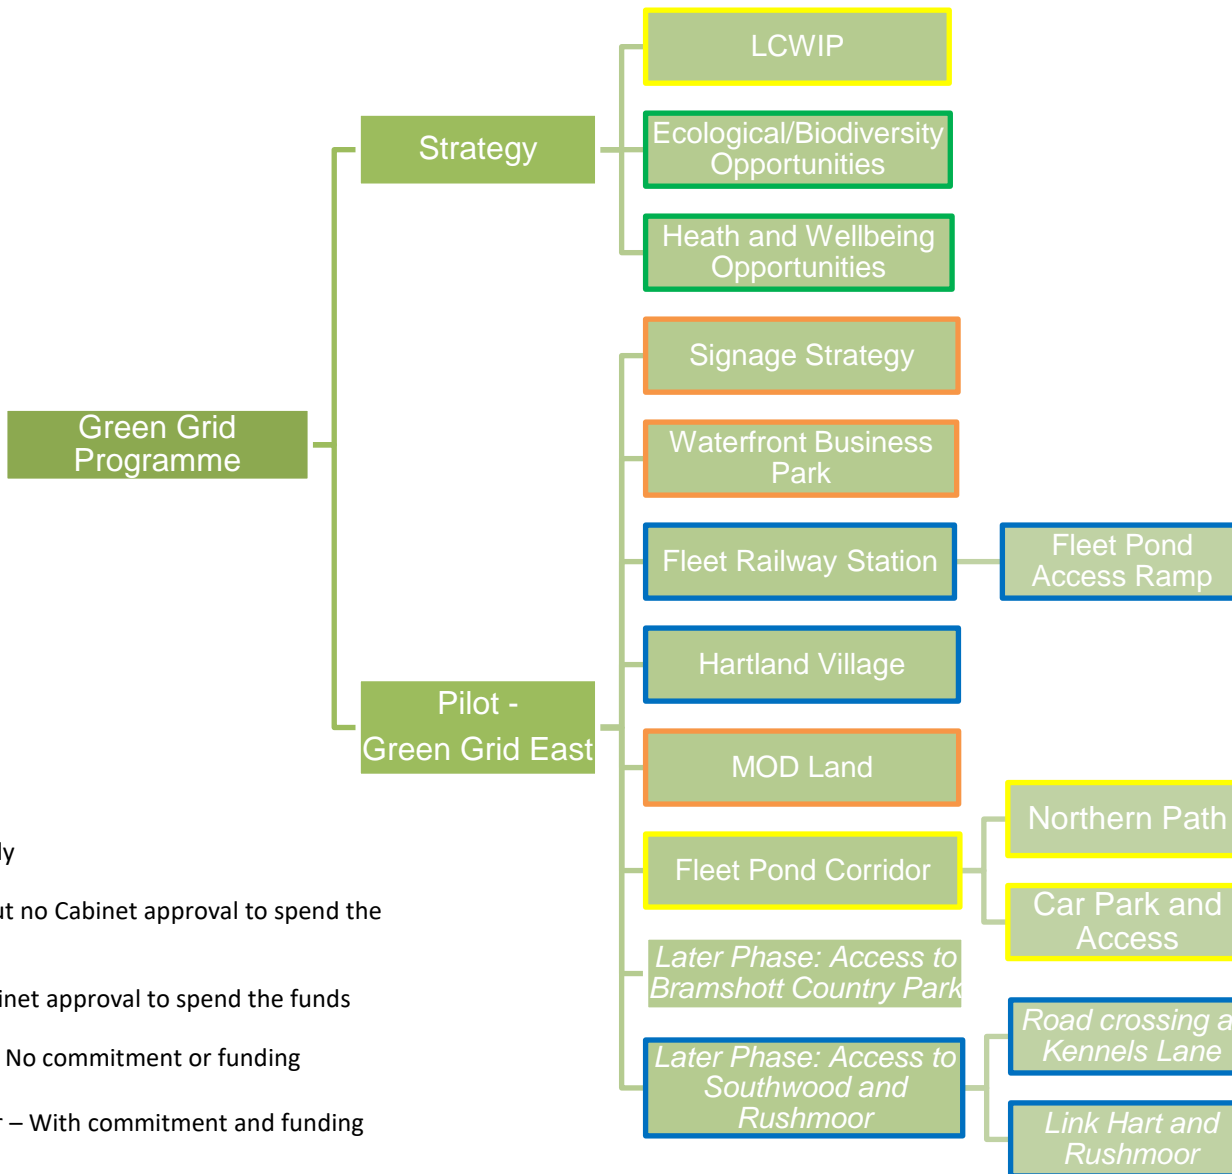 LCWIP
Ecological/Biodiversity
Opportunities
Strategy
Heath and Wellbeing
Opportunities
Signage Strategy
Waterfront Business
Park
Green Grid
Programme
Fleet Railway Station
Fleet Pond
Access Ramp
Hartland Village
Pilot -
Green Grid East
MOD Land
Fleet Pond Corridor
Northern Path
Car Park and
Access
Later Phase: Access to
Bramshott Country Park
Later Phase: Access to
Southwood and
Rushmoor
Road crossing a
Kennels Lane
Link Hart and
Rushmoor
ly
ut no Cabinet approval to spend the
inet approval to spend the funds
No commitment or funding
r – With commitment and funding